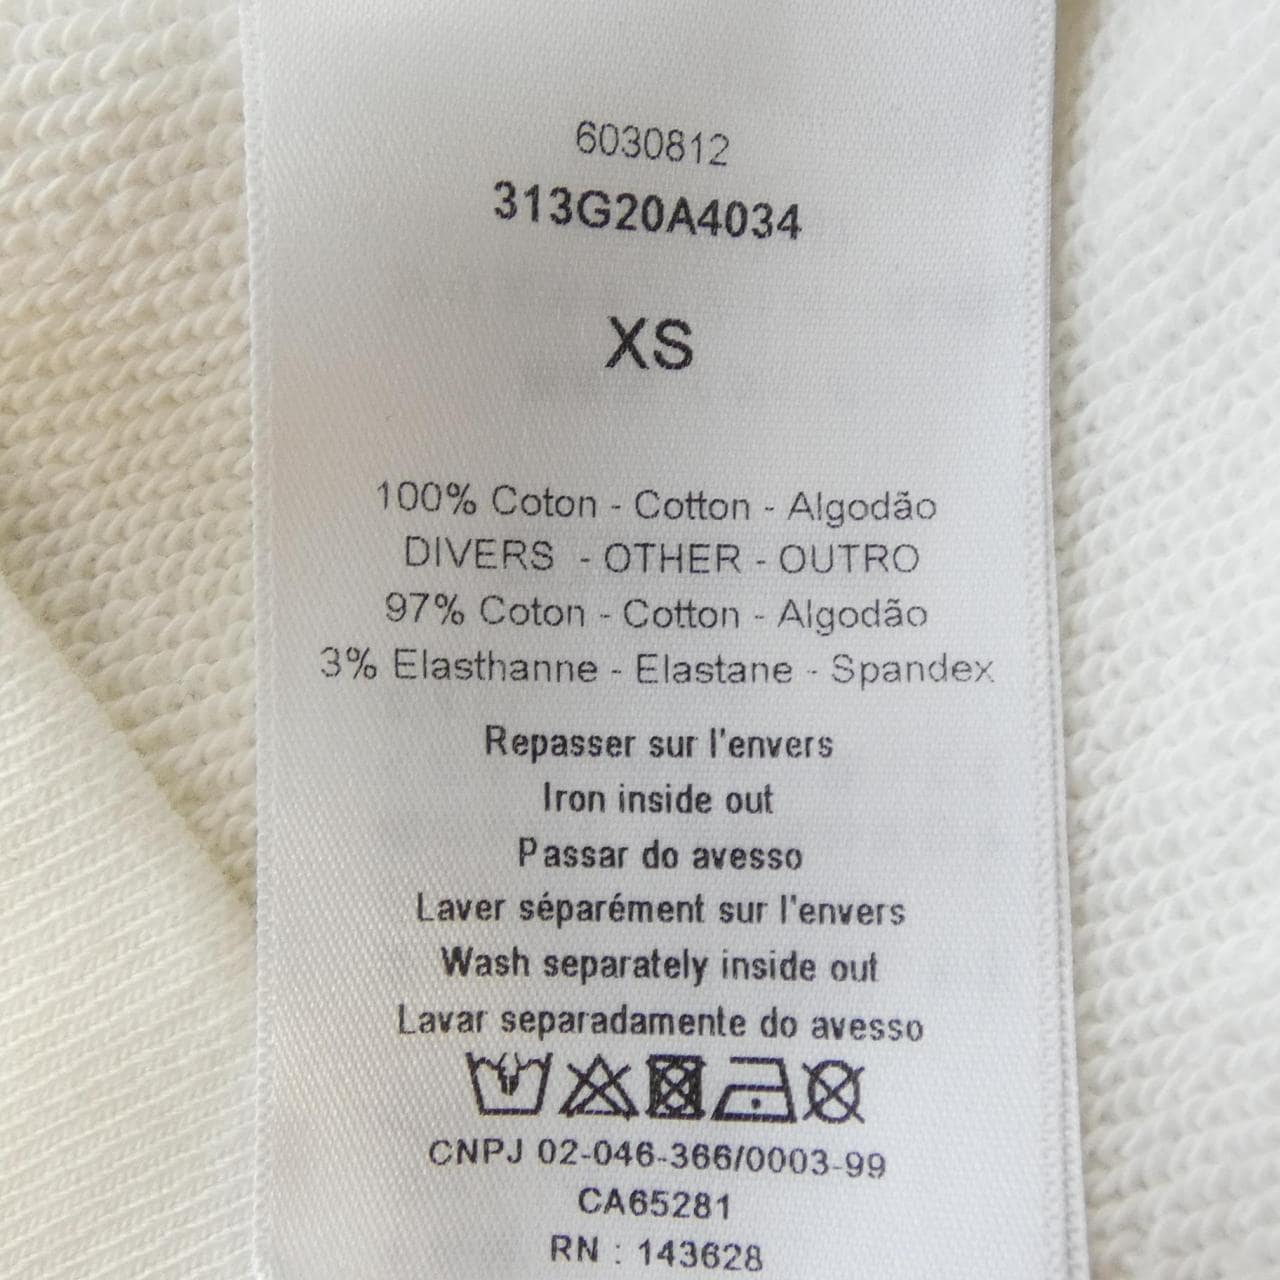 6030812
313G20A4034
XS
100% Coton - Cotton - Algodão
DIVERS - OTHER - OUTRO
97% Coton - Cotton - Algodão
3% Elasthanne - Elastane - Spandex
Repasser sur l'envers
Iron inside out
Passar do avesso
Laver séparément sur l'envers
Wash separately inside out
Lavar separadamente do avesso
CNPJ 02-046-366/0003-99
CA65281
RN : 143628